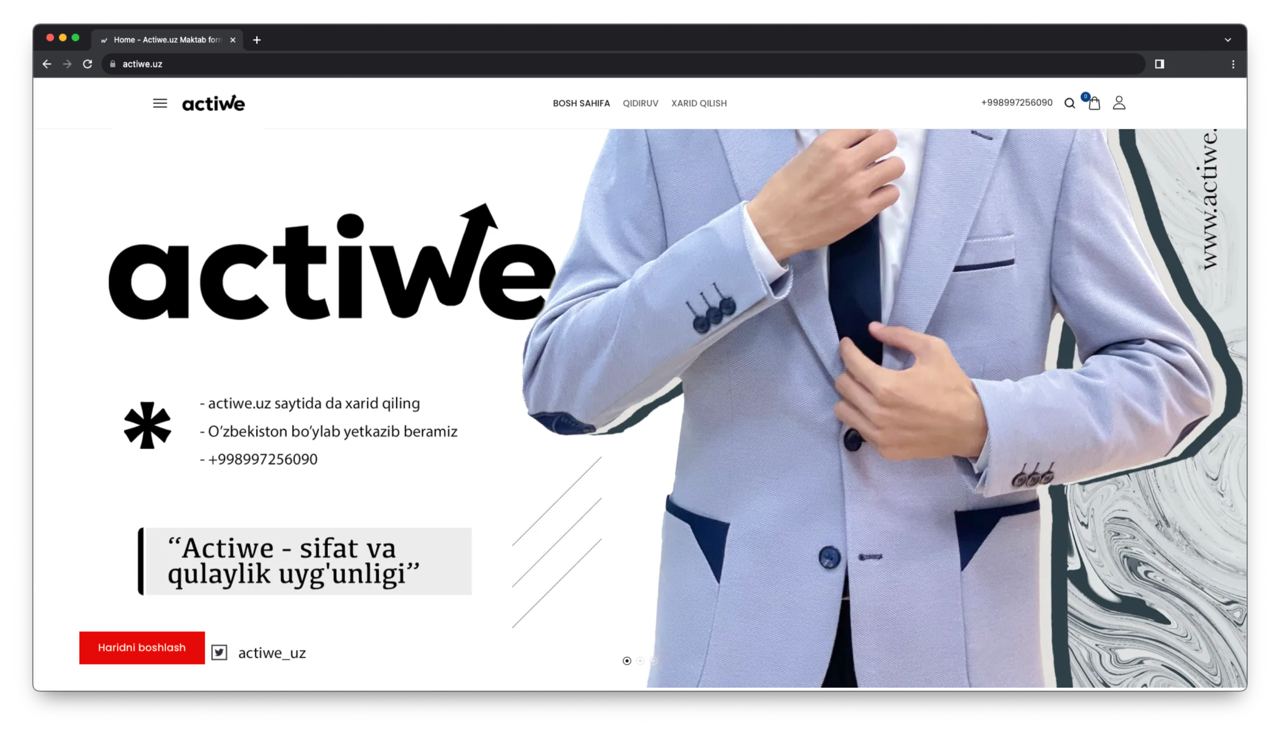 Home - Actiwe.uz Maktab for
actiwe.uz
actiwe
BOSH SAHIFA QIDIRUV XARID QILISH
+998997256090
0
www.actiwe.
actiwe
- actiwe.uz saytida da xarid qiling
- O‘zbekiston bo‘ylab yetkazib beramiz
- +998997256090
“Actiwe - sifat va
qulaylik uyg'unligi”
Haridni boshlash
actiwe_uz